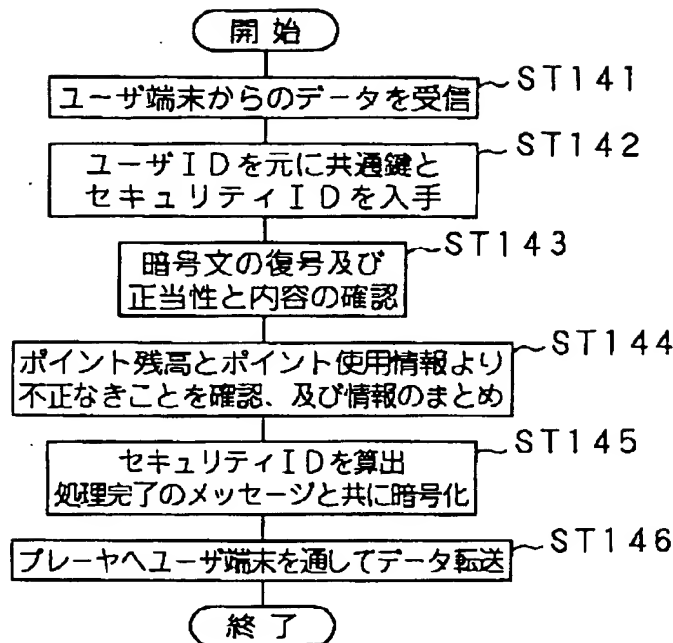 開始
ユーザ端末からのデータを受信
ST141
ユーザIDを元に共通鍵と
セキュリティIDを入手
ST142
暗号文の復号及び
正当性と内容の確認
ST143
ポイント残高とポイント使用情報より
不正なきことを確認、及び情報のまとめ
ST144
セキュリティIDを算出
処理完了のメッセージと共に暗号化
ST145
プレーヤへユーザ端末を通してデータ転送
ST146
終了